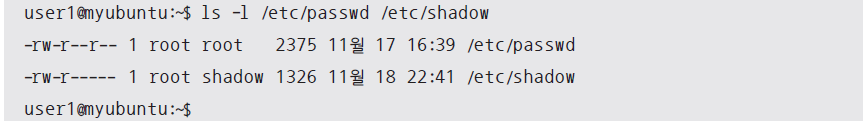 user1@myubuntu:~$ ls -l /etc/passwd /etc/shadow
-rw-r--r-- 1 root root   2375 11월 17 16:39 /etc/passwd
-rw-r----- 1 root shadow 1326 11월 18 22:41 /etc/shadow
user1@myubuntu:~$